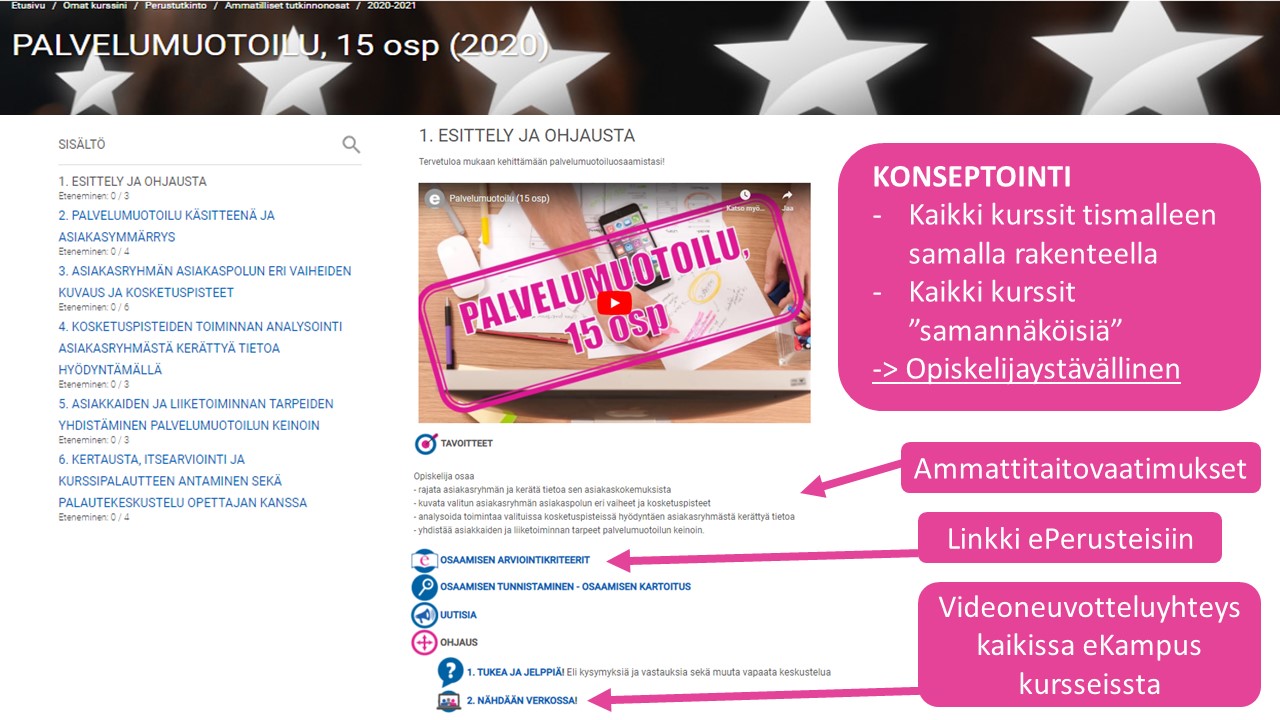 Etusivu / Omat kurssini / Perustutkinto / Ammatilliset tutkinnonosat / 2020-2021
PALVELUMUOTOILU, 15 osp (2020)
SISÄLTÖ
1. ESITTELY JA OHJAUSTA
Eteneminen: 0 / 3
2. PALVELUMUOTOILU KÄSITTEENÄ JA
ASIAKASYMMÄRRYS
Eteneminen: 0 / 4
3. ASIAKASRYHMÄN ASIAKASPOLUN ERI VAIHEIDEN
KUVAUS JA KOSKETUSPISTEET
Eteneminen: 0 / 6
4. KOSKETUSPISTEIDEN TOIMINNAN ANALYSOINTI
ASIAKASRYHMÄSTÄ KERÄTTYÄ TIETOA
HYÖDYNTÄMÄLLÄ
Eteneminen: 0 / 3
5. ASIAKKAIDEN JA LIIKETOIMINNAN TARPEIDEN
YHDISTÄMINEN PALVELUMUOTOILUN KEINOIN
Eteneminen: 0 / 3
6. KERTAUSTA, ITSEARVIOINTI JA
KURSSIPALAUTTEEN ANTAMINEN SEKÄ
PALAUTEKESKUSTELU OPETTAJAN KANSSA
Eteneminen: 0 / 4
1. ESITTELY JA OHJAUSTA
Tervetuloa mukaan kehittämään palvelumuotoiluosaamistasi!
e Palvelumuotoilu (15 osp)
Katso myö... Jaa
PALVELUMUOTOILU,
15 osp
TAVOITTEET
Opiskelija osaa
- rajata asiakasryhmän ja kerätä tietoa sen asiakaskokemuksista
- kuvata valitun asiakasryhmän asiakaspolun eri vaiheet ja kosketuspisteet
- analysoida toimintaa valituissa kosketuspisteissä hyödyntäen asiakasryhmästä kerättyä tietoa
- yhdistää asiakkaiden ja liiketoiminnan tarpeet palvelumuotoilun keinoin.
e OSAAMISEN ARVIOINTIKRITEERIT
OSAAMISEN TUNNISTAMINEN - OSAAMISEN KARTOITUS
UUTISIA
OHJAUS
? 1. TUKEA JA JELPPIÄ! Eli kysymyksiä ja vastauksia sekä muuta vapaata keskustelua
2. NÄHDÄÄN VERKOSSA!
KONSEPTOINTI
- Kaikki kurssit tismalleen
samalla rakenteella
- Kaikki kurssit
”samannäköisiä”
-> Opiskelijaystävällinen
Ammattitaitovaatimukset
Linkki ePerusteisiin
Videoneuvotteluyhteys
kaikissa eKampus
kursseissta